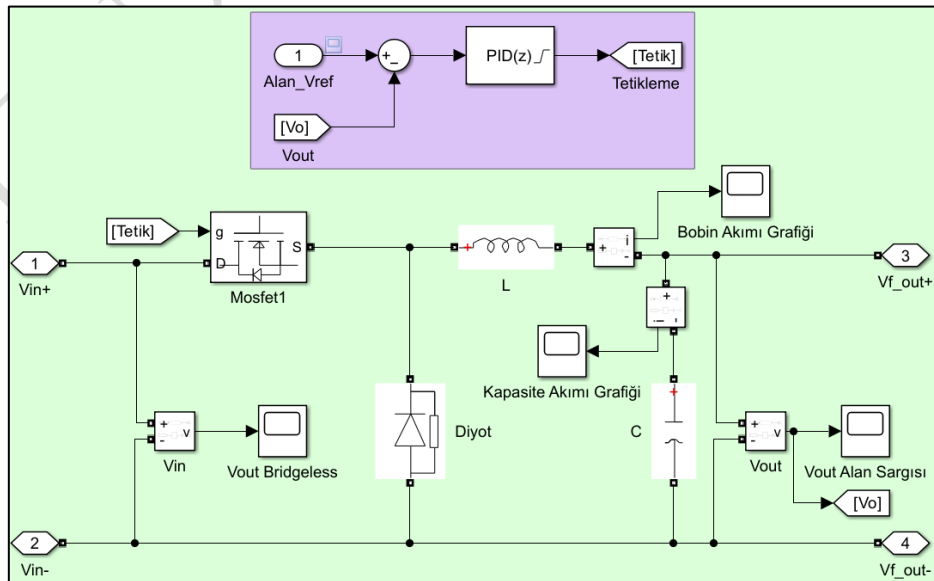 1
Alan_Vref
+
-
PID(z)
[Tetik]
Tetikleme
[Vo]
Vout
[Tetik]
g
D
S
Mosfet1
1
Vin+
+
L
+
i
-
Bobin Akımı Grafiği
3
Vf_out+
+
i
-
Kapasite Akımı Grafiği
+
-
v
Vin
Vout Bridgeless
Diyot
+
C
+
-
v
Vout
Vout Alan Sargısı
[Vo]
2
Vin-
4
Vf_out-